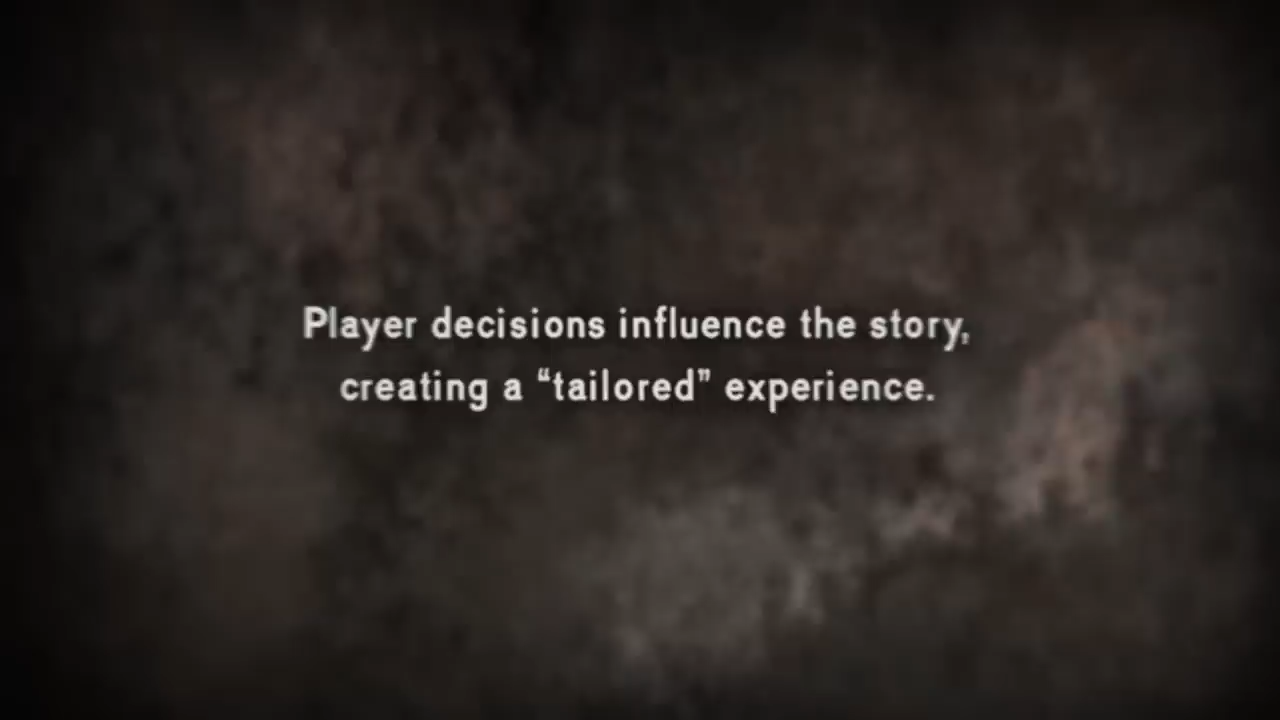 Player decisions influence the story,
creating a “tailored” experience.